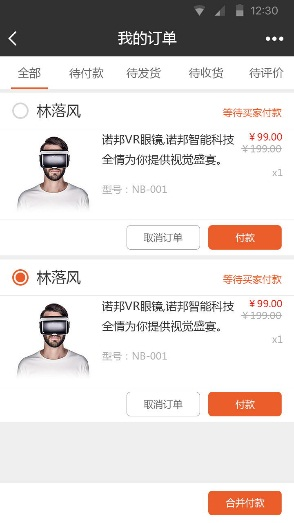 12:30
我的订单
全部 待付款 待发货 待收货 待评价
林落风 等待买家付款
诺邦VR眼镜,诺邦智能科技 ¥99.00
全情为你提供视觉盛宴。 ¥199.00
x1
型号：NB-001
取消订单 付款
林落风 等待买家付款
诺邦VR眼镜,诺邦智能科技 ¥99.00
全情为你提供视觉盛宴。 ¥199.00
x1
型号：NB-001
取消订单 付款
合并付款